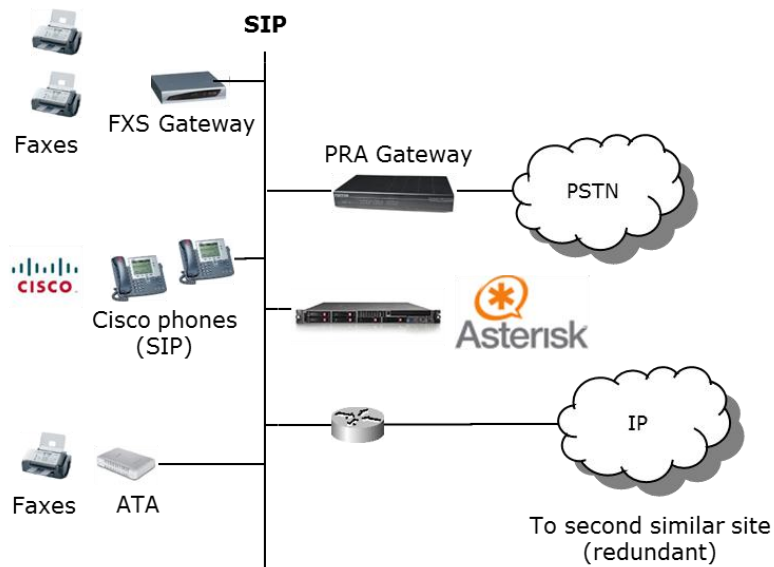 SIP
Faxes
FXS Gateway
PRA Gateway
PSTN
CISCO
Cisco phones
(SIP)
Asterisk
IP
Faxes
ATA
To second similar site
(redundant)